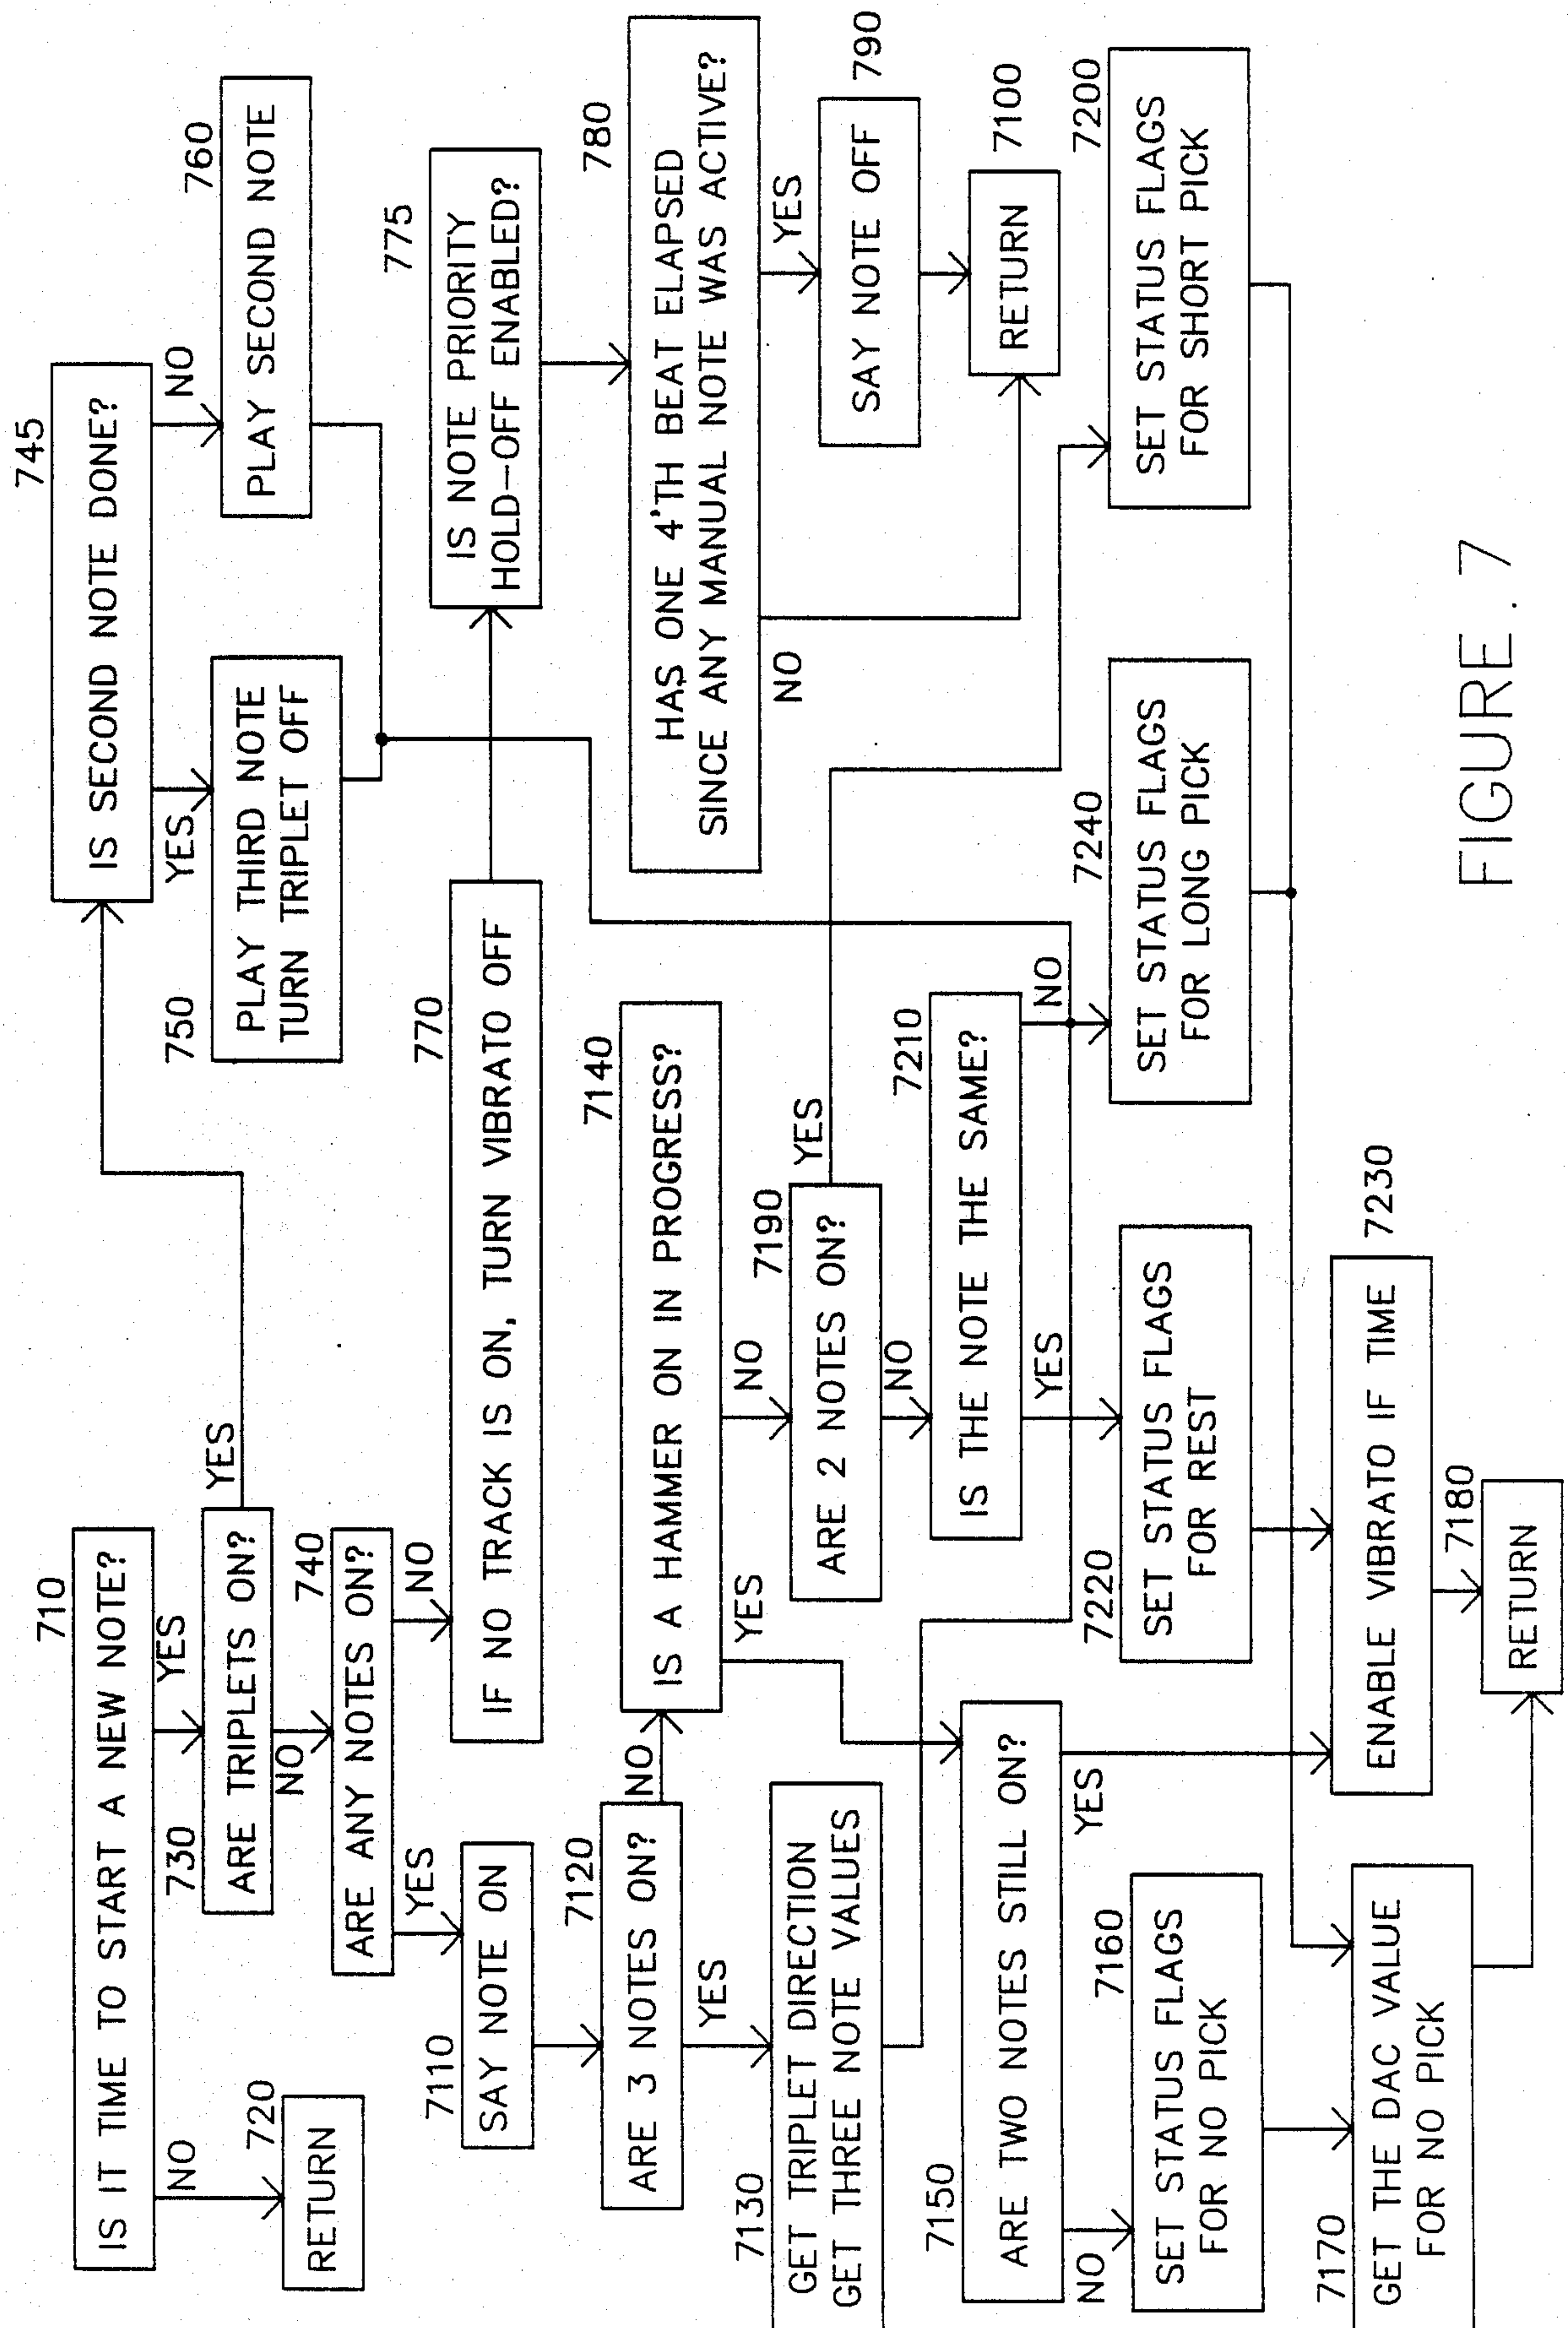 710
IS IT TIME TO START A NEW NOTE?
NO
YES
720
RETURN
730
ARE TRIPLETS ON?
YES
NO
740
ARE ANY NOTES ON?
YES
NO
745
IS SECOND NOTE DONE?
YES
NO
750
PLAY THIRD NOTE
TURN TRIPLET OFF
760
PLAY SECOND NOTE
770
IF NO TRACK IS ON, TURN VIBRATO OFF
775
IS NOTE PRIORITY
HOLD-OFF ENABLED?
780
HAS ONE 4'TH BEAT ELAPSED
SINCE ANY MANUAL NOTE WAS ACTIVE?
NO
YES
790
SAY NOTE OFF
7100
RETURN
7110
SAY NOTE ON
7120
ARE 3 NOTES ON?
NO
YES
7130
GET TRIPLET DIRECTION
GET THREE NOTE VALUES
7140
IS A HAMMER ON IN PROGRESS?
YES
NO
7150
ARE TWO NOTES STILL ON?
NO
YES
7160
SET STATUS FLAGS
FOR NO PICK
7170
GET THE DAC VALUE
FOR NO PICK
7180
RETURN
7190
ARE 2 NOTES ON?
YES
NO
7200
SET STATUS FLAGS
FOR SHORT PICK
7210
IS THE NOTE THE SAME?
YES
NO
7220
SET STATUS FLAGS
FOR REST
7230
ENABLE VIBRATO IF TIME
7240
SET STATUS FLAGS
FOR LONG PICK
FIGURE. 7